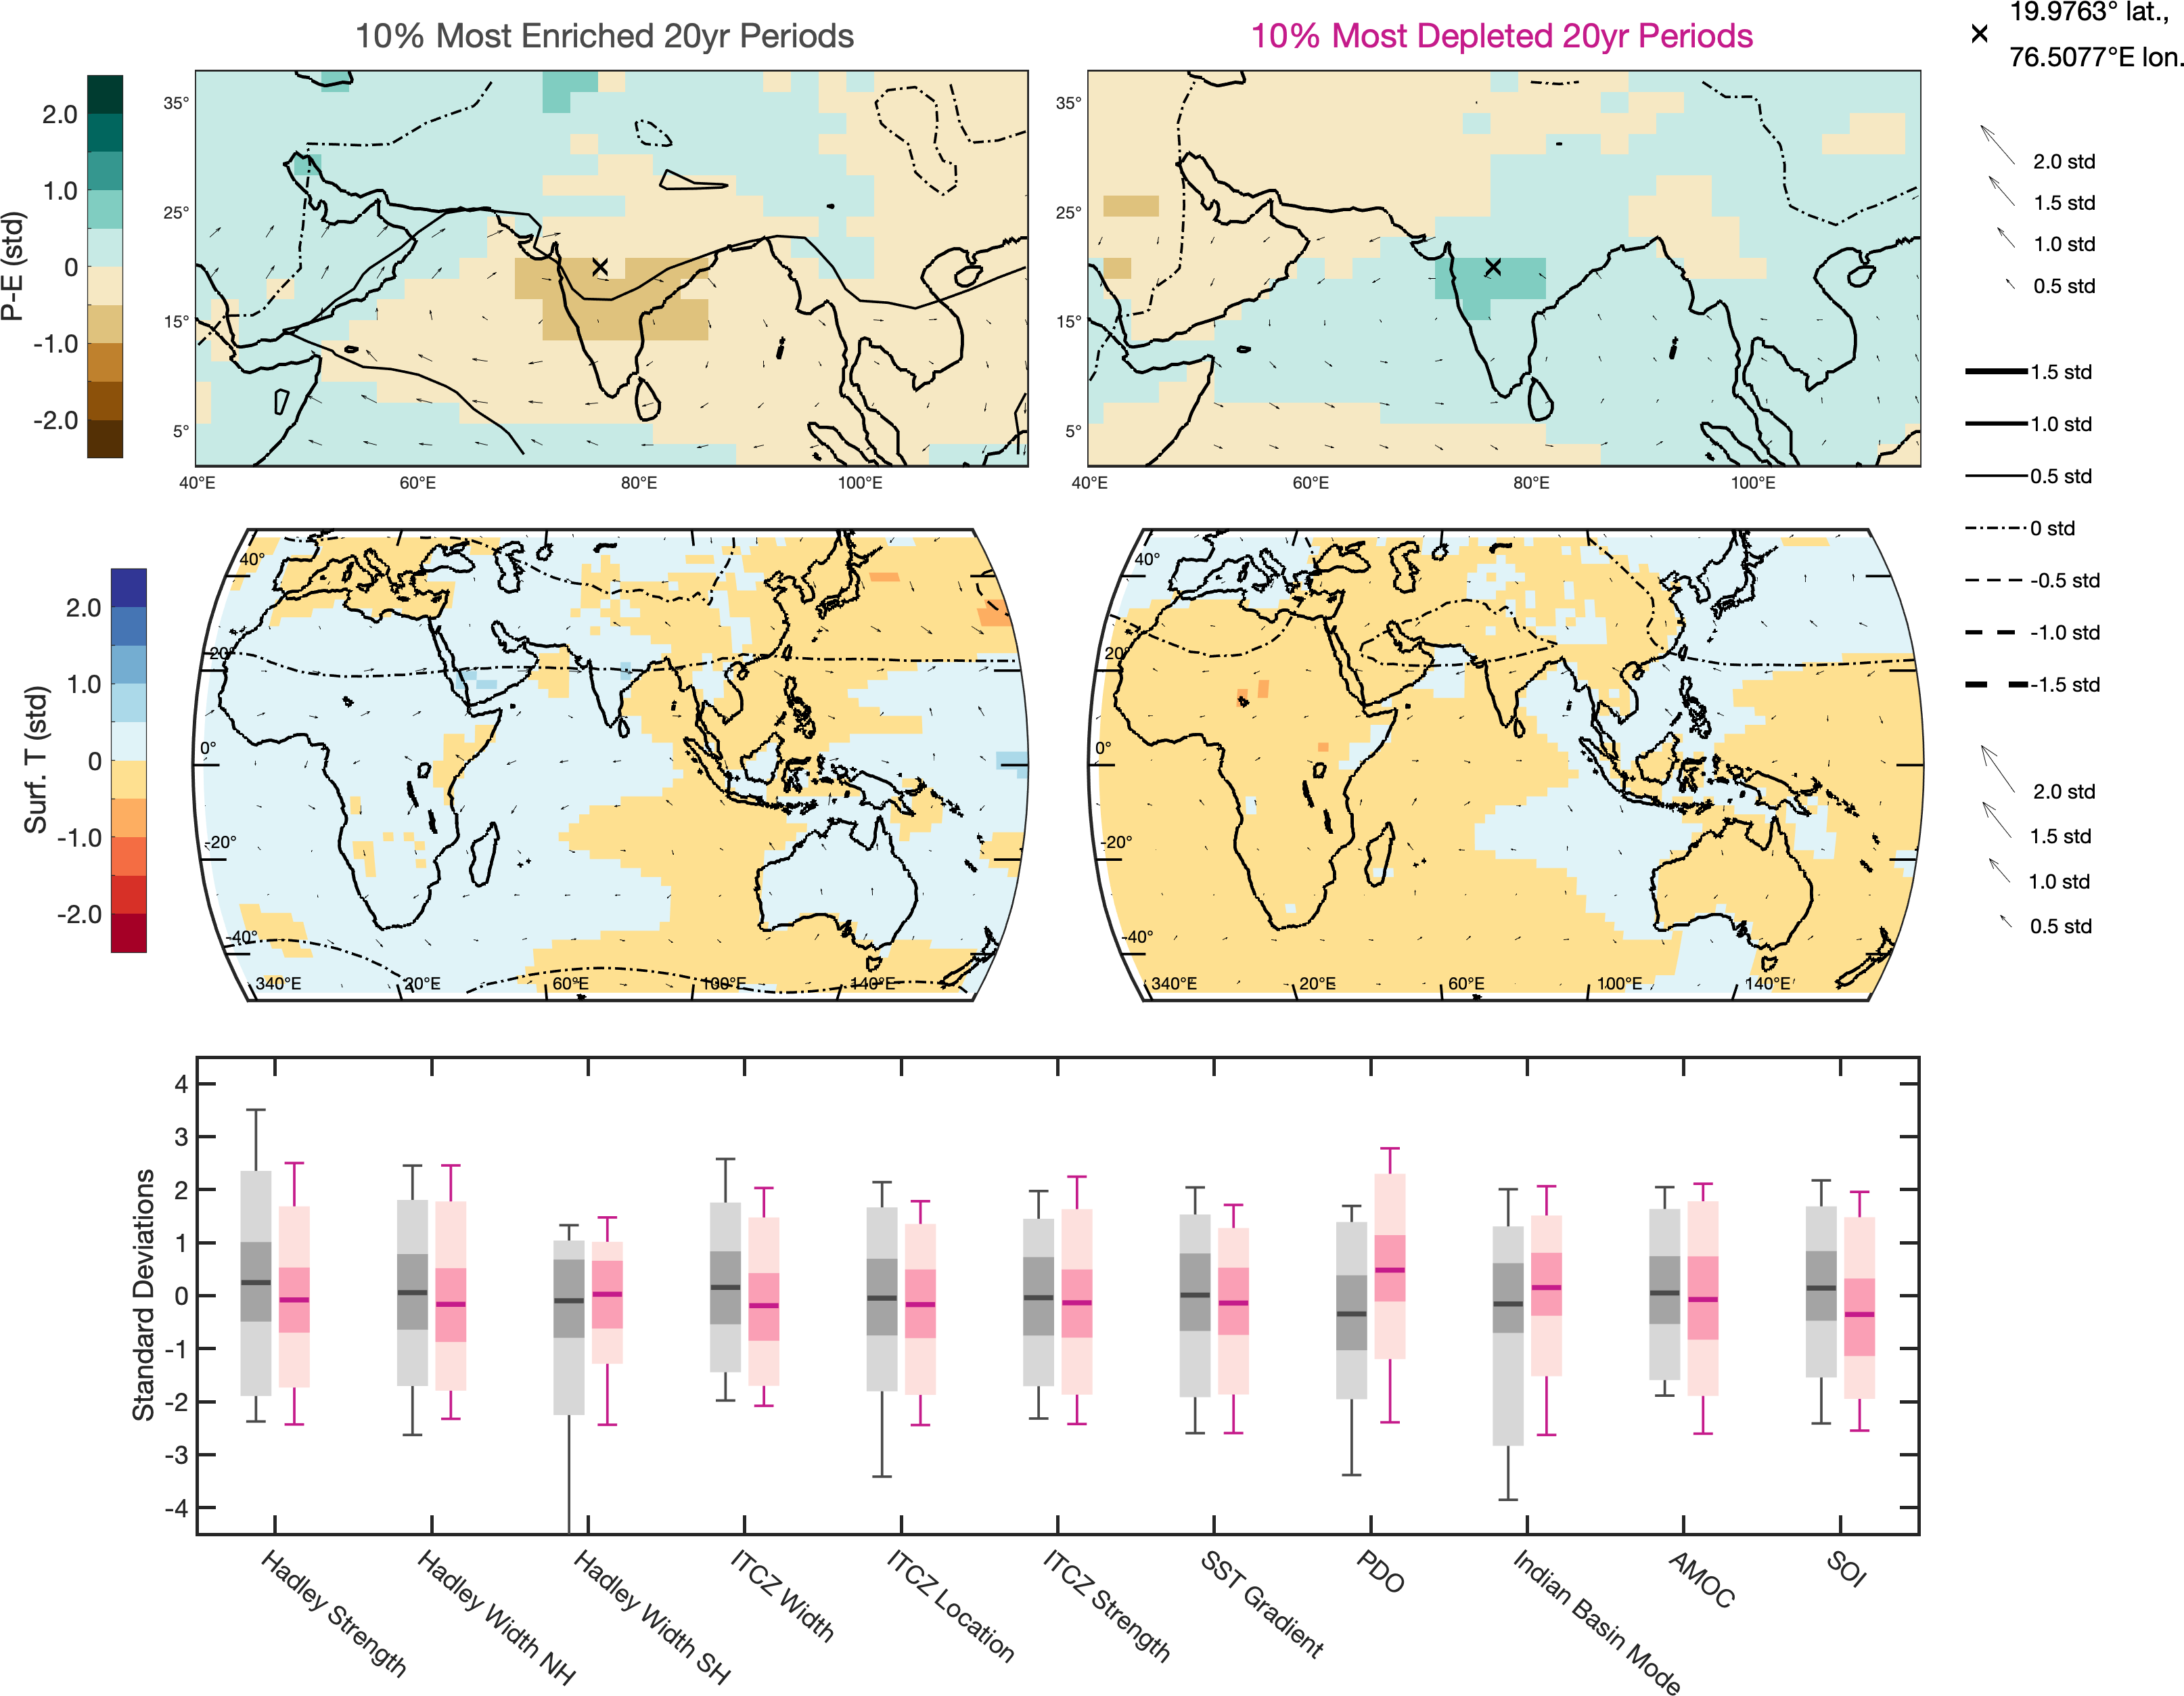 10% Most Enriched 20yr Periods
10% Most Depleted 20yr Periods
19.9763° lat.,
76.5077°E lon.
P-E (std)
2.0
1.0
0
-1.0
-2.0
35°
25°
15°
5°
40°E
60°E
80°E
100°E
35°
25°
15°
5°
40°E
60°E
80°E
100°E
2.0 std
1.5 std
1.0 std
0.5 std
1.5 std
1.0 std
0.5 std
0 std
-0.5 std
-1.0 std
-1.5 std
2.0 std
1.5 std
1.0 std
0.5 std
Surf. T (std)
2.0
1.0
0
-1.0
-2.0
40°
20°
0°
-20°
-40°
340°E
20°E
60°E
100°E
140°E
40°
20°
0°
-20°
-40°
340°E
20°E
60°E
100°E
140°E
Standard Deviations
4
3
2
1
0
-1
-2
-3
-4
Hadley Strength
Hadley Width NH
Hadley Width SH
ITCZ Width
ITCZ Location
ITCZ Strength
SST Gradient
PDO
Indian Basin Mode
AMOC
SOI